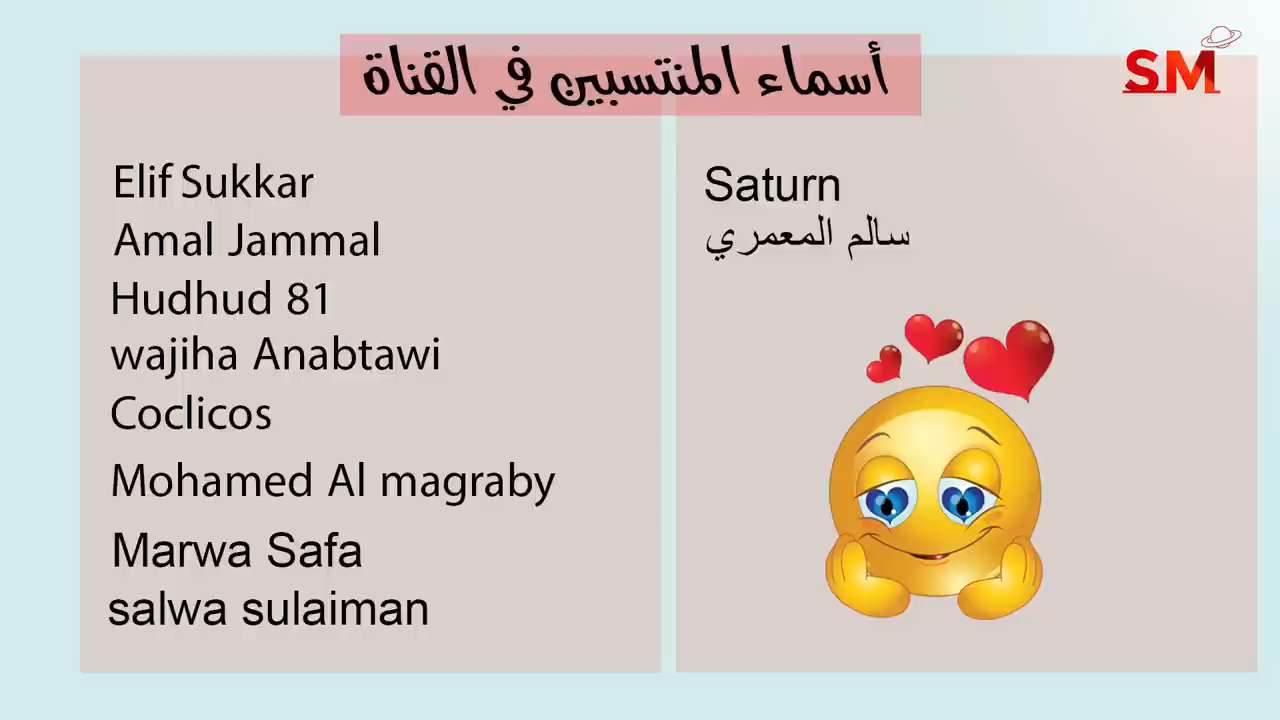 أسماء المنتسبين في القناة
SM
Elif Sukkar
Amal Jammal
Hudhud 81
wajiha Anabtawi
Coclicos
Mohamed Al magraby
Marwa Safa
salwa sulaiman
Saturn
سالم المعمري